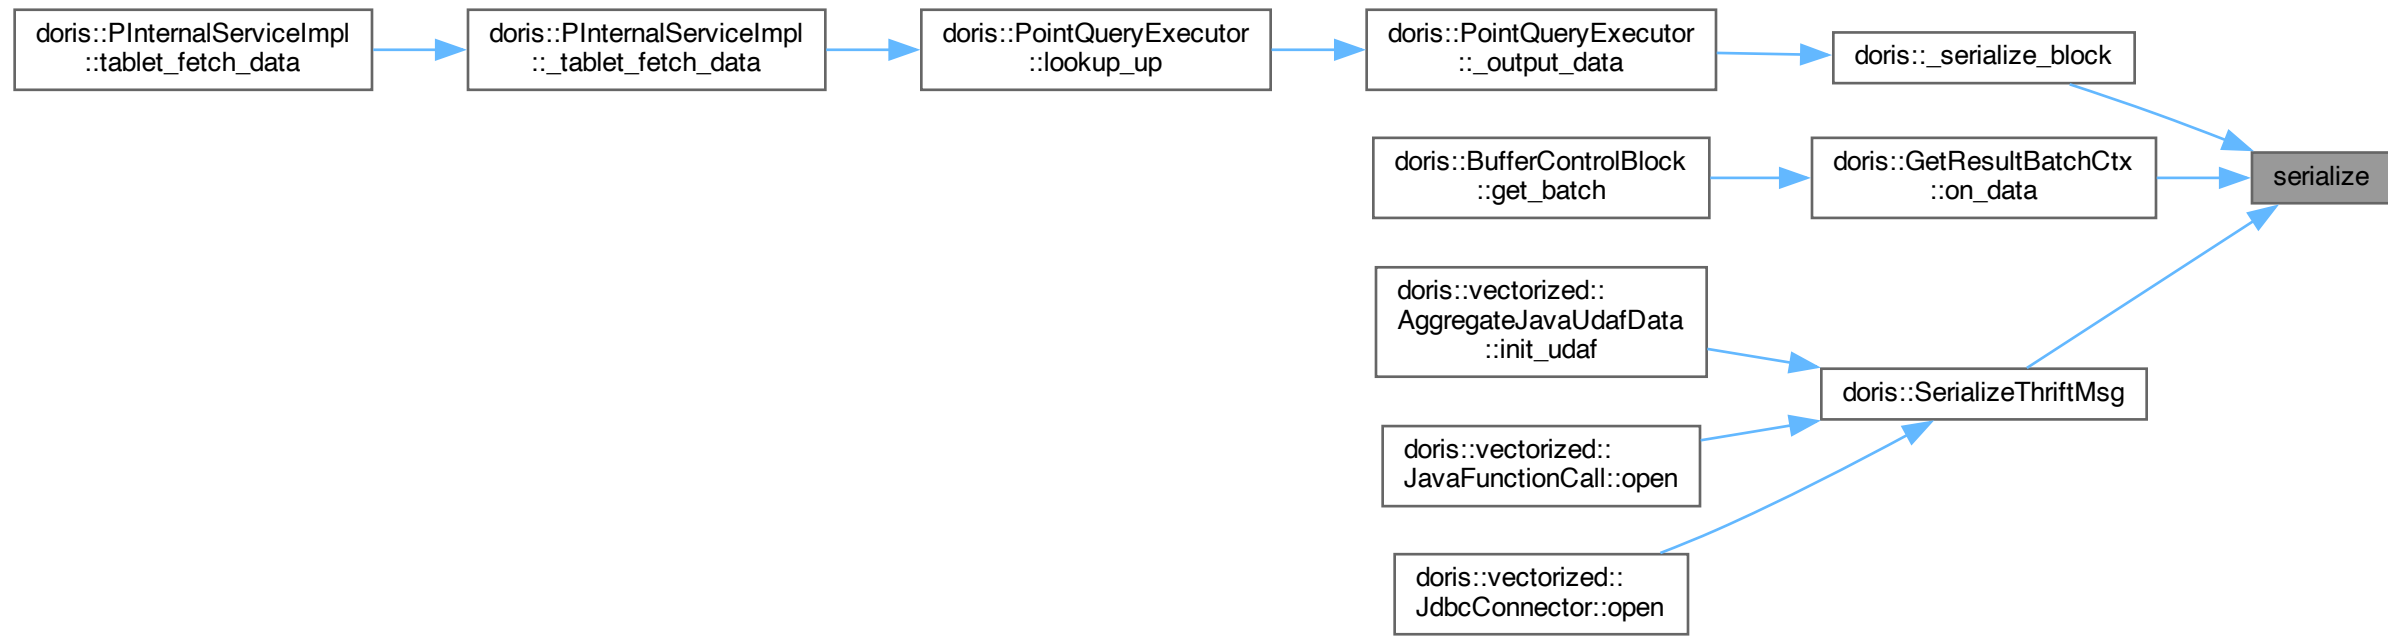 doris::PInternalServiceImpl
::tablet_fetch_data
doris::PInternalServiceImpl
::_tablet_fetch_data
doris::PointQueryExecutor
::lookup_up
doris::PointQueryExecutor
::_output_data
doris::_serialize_block
doris::BufferControlBlock
::get_batch
doris::GetResultBatchCtx
::on_data
serialize
doris::vectorized::
AggregateJavaUdafData
::init_udaf
doris::SerializeThriftMsg
doris::vectorized::
JavaFunctionCall::open
doris::vectorized::
JdbcConnector::open